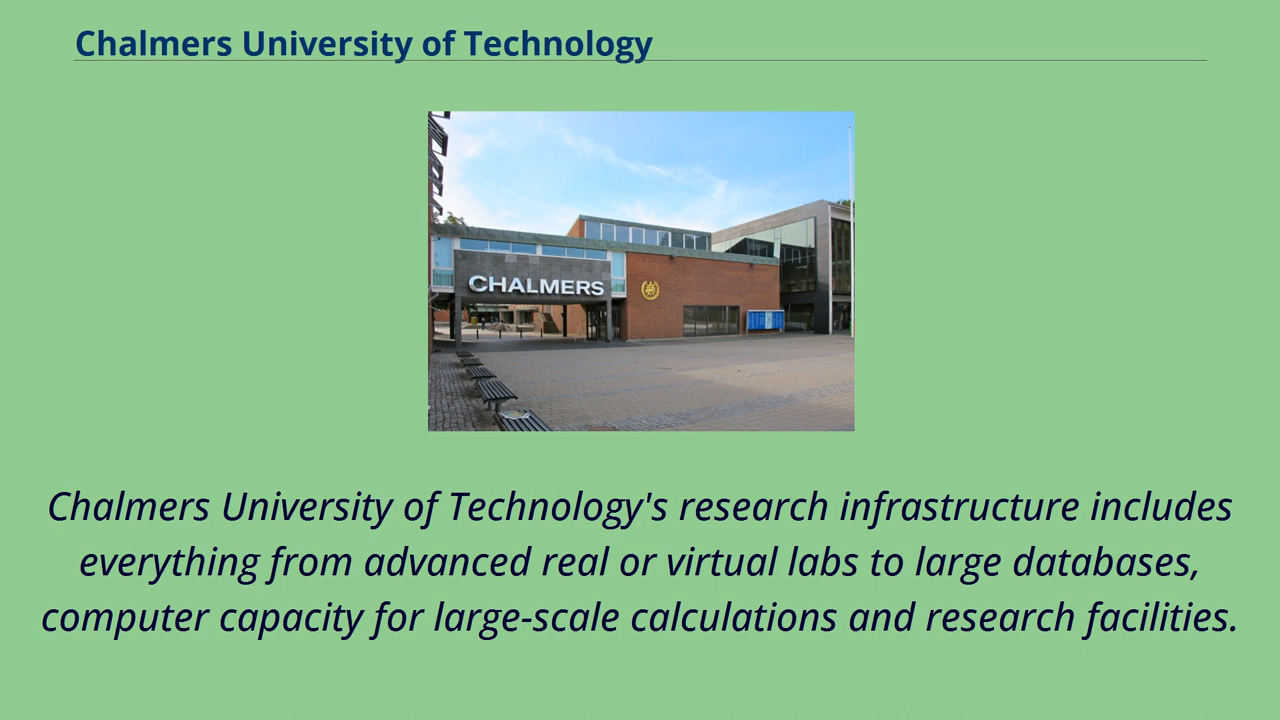 Chalmers University of Technology
CHALMERS
Chalmers University of Technology's research infrastructure includes
everything from advanced real or virtual labs to large databases,
computer capacity for large-scale calculations and research facilities.